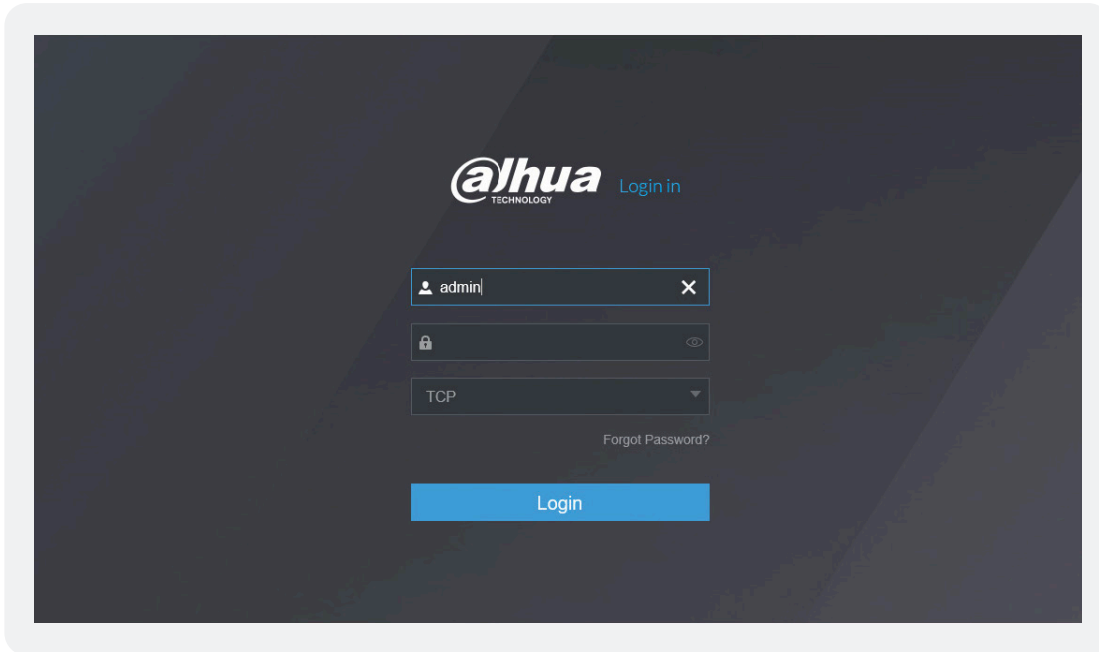 alhua
TECHNOLOGY
Login in
admin
TCP
Forgot Password?
Login